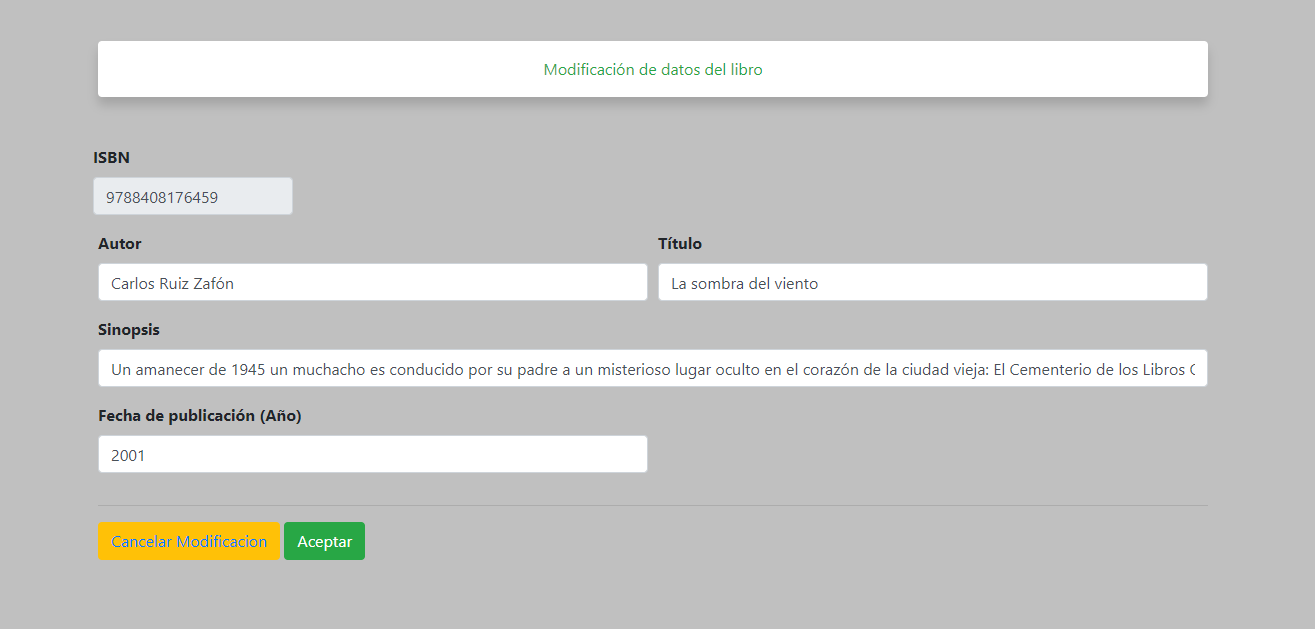 Modificación de datos del libro
ISBN
9788408176459
Autor
Título
Carlos Ruiz Zafón
La sombra del viento
Sinopsis
Un amanecer de 1945 un muchacho es conducido por su padre a un misterioso lugar oculto en el corazón de la ciudad vieja: El Cementerio de los Libros
Fecha de publicación (Año)
2001
Cancelar Modificacion
Aceptar